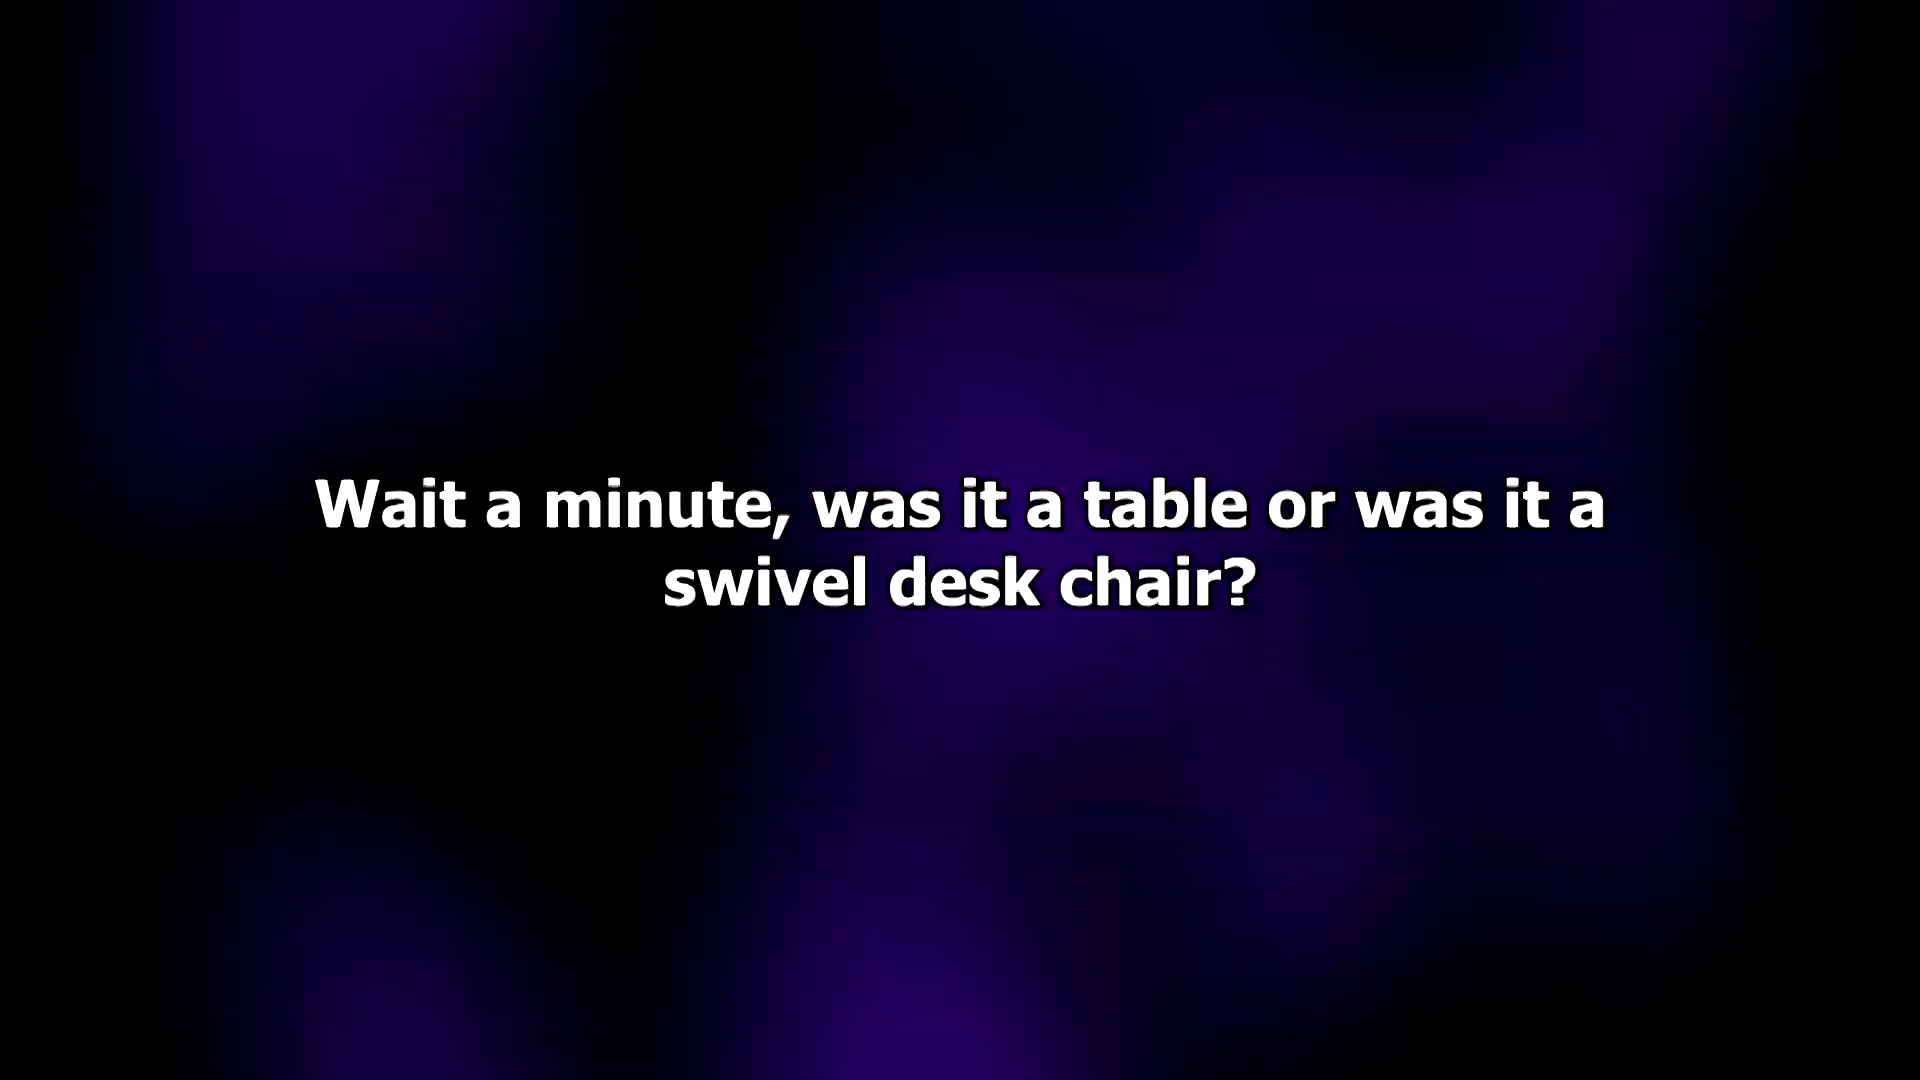 Wait a minute, was it a table or was it a
swivel desk chair?